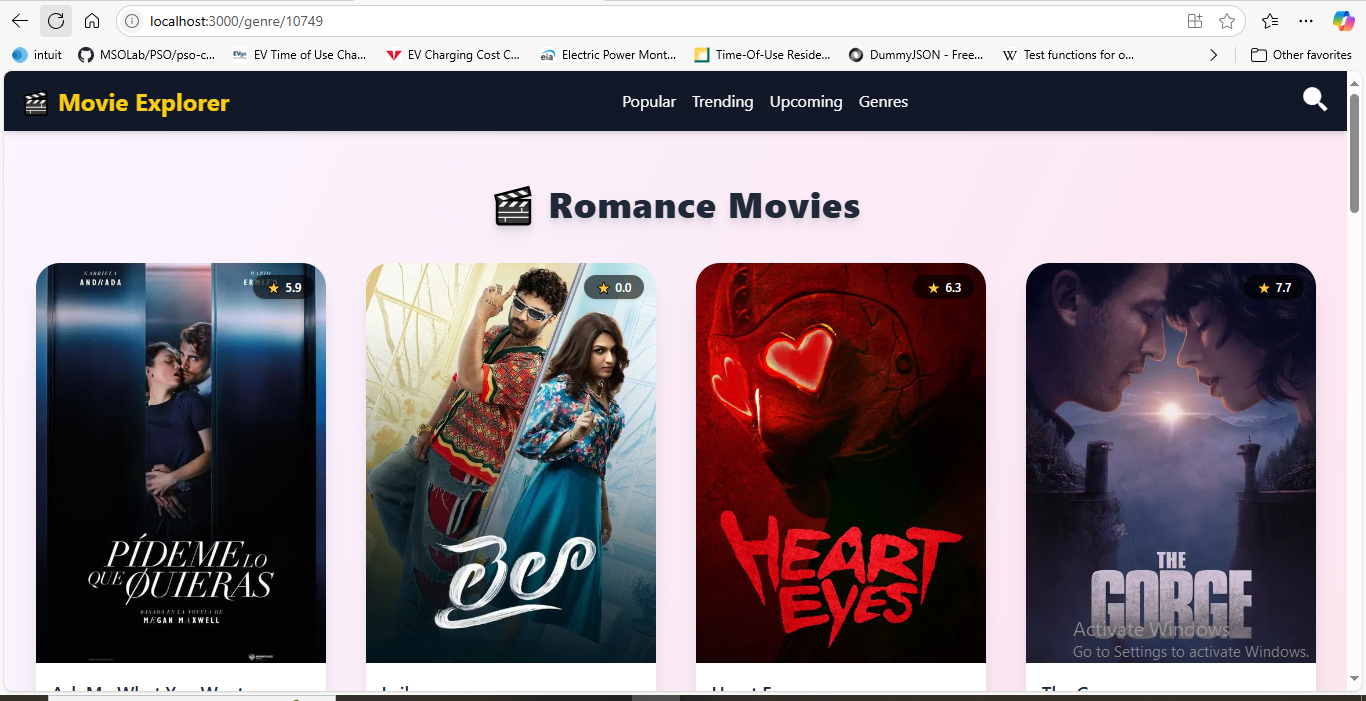 localhost:3000/genre/10749
intuit
MSOLab/PSO/pso-c...
EVgo
EV Time of Use Cha...
EV Charging Cost C...
eia
Electric Power Mont...
Time-Of-Use Reside...
DummyJSON - Free...
W
Test functions for o...
Other favorites
Movie Explorer
Popular
Trending
Upcoming
Genres
Romance Movies
GABRIELA
ANDRADA
MARIO
5.9
PÍDEME LO
QUE QUIERAS
BASADA EN LA NOVELA DE
MEGAN MAXWELL
0.0
లైలా
6.3
HEART
EYES
7.7
THE
GORGE
Activate Windows
Go to Settings to activate Windows.